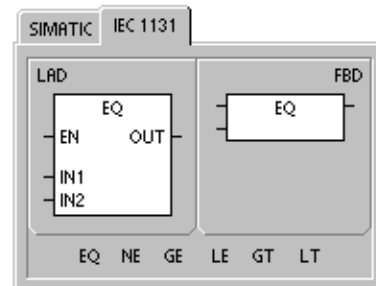 SIMATIC IEC 1131
LAD FBD
EQ EQ
EN OUT
IN1
IN2
EQ NE GE LE GT LT